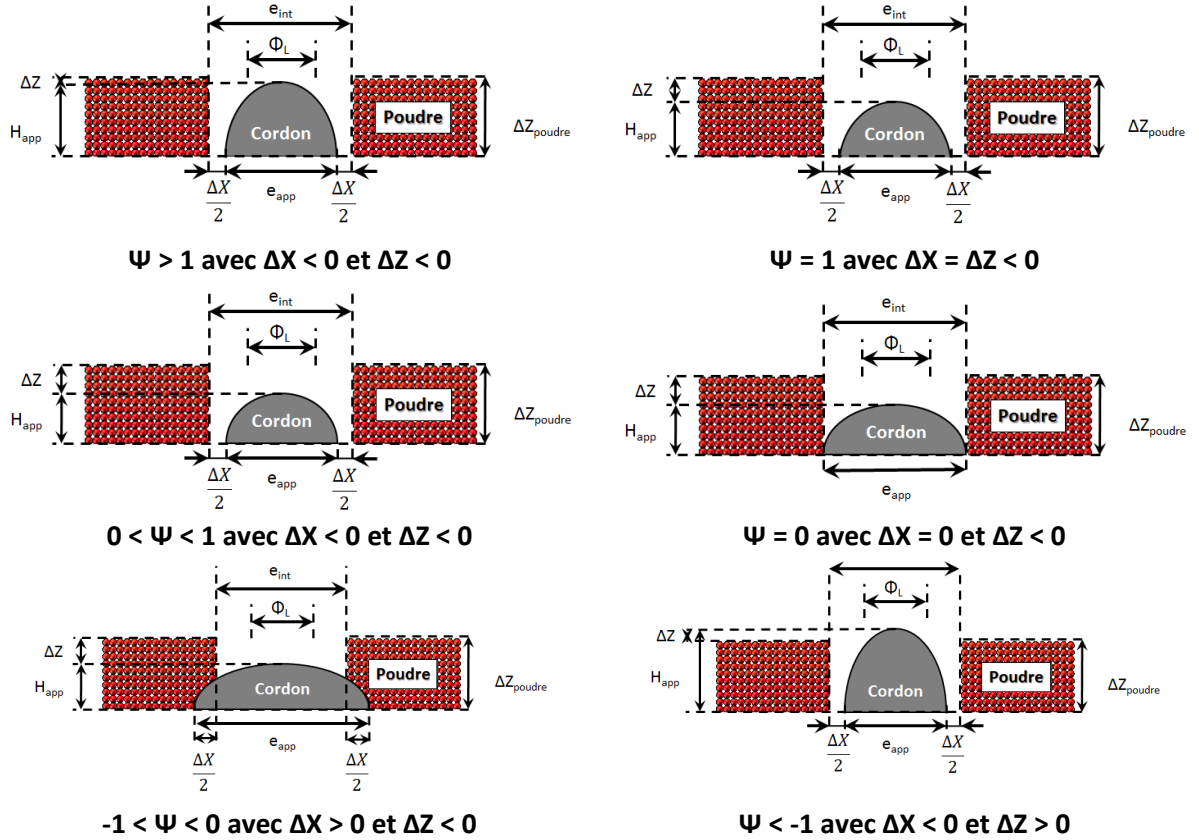 e_int
Φ_L
ΔZ
H_app
Cordon
Poudre
ΔZ_poudre
ΔX/2
e_app
ΔX/2
Ψ > 1 avec ΔX < 0 et ΔZ < 0
e_int
Φ_L
ΔZ
H_app
Cordon
Poudre
ΔZ_poudre
ΔX/2
e_app
ΔX/2
Ψ = 1 avec ΔX = ΔZ < 0
e_int
Φ_L
ΔZ
H_app
Cordon
Poudre
ΔZ_poudre
ΔX/2
e_app
ΔX/2
0 < Ψ < 1 avec ΔX < 0 et ΔZ < 0
e_int
Φ_L
ΔZ
H_app
Cordon
Poudre
ΔZ_poudre
e_app
Ψ = 0 avec ΔX = 0 et ΔZ < 0
e_int
Φ_L
ΔZ
H_app
Cordon
Poudre
ΔZ_poudre
ΔX/2
e_app
ΔX/2
-1 < Ψ < 0 avec ΔX > 0 et ΔZ < 0
Φ_L
ΔZ
H_app
Cordon
Poudre
ΔZ_poudre
ΔX/2
e_app
ΔX/2
Ψ < -1 avec ΔX < 0 et ΔZ > 0